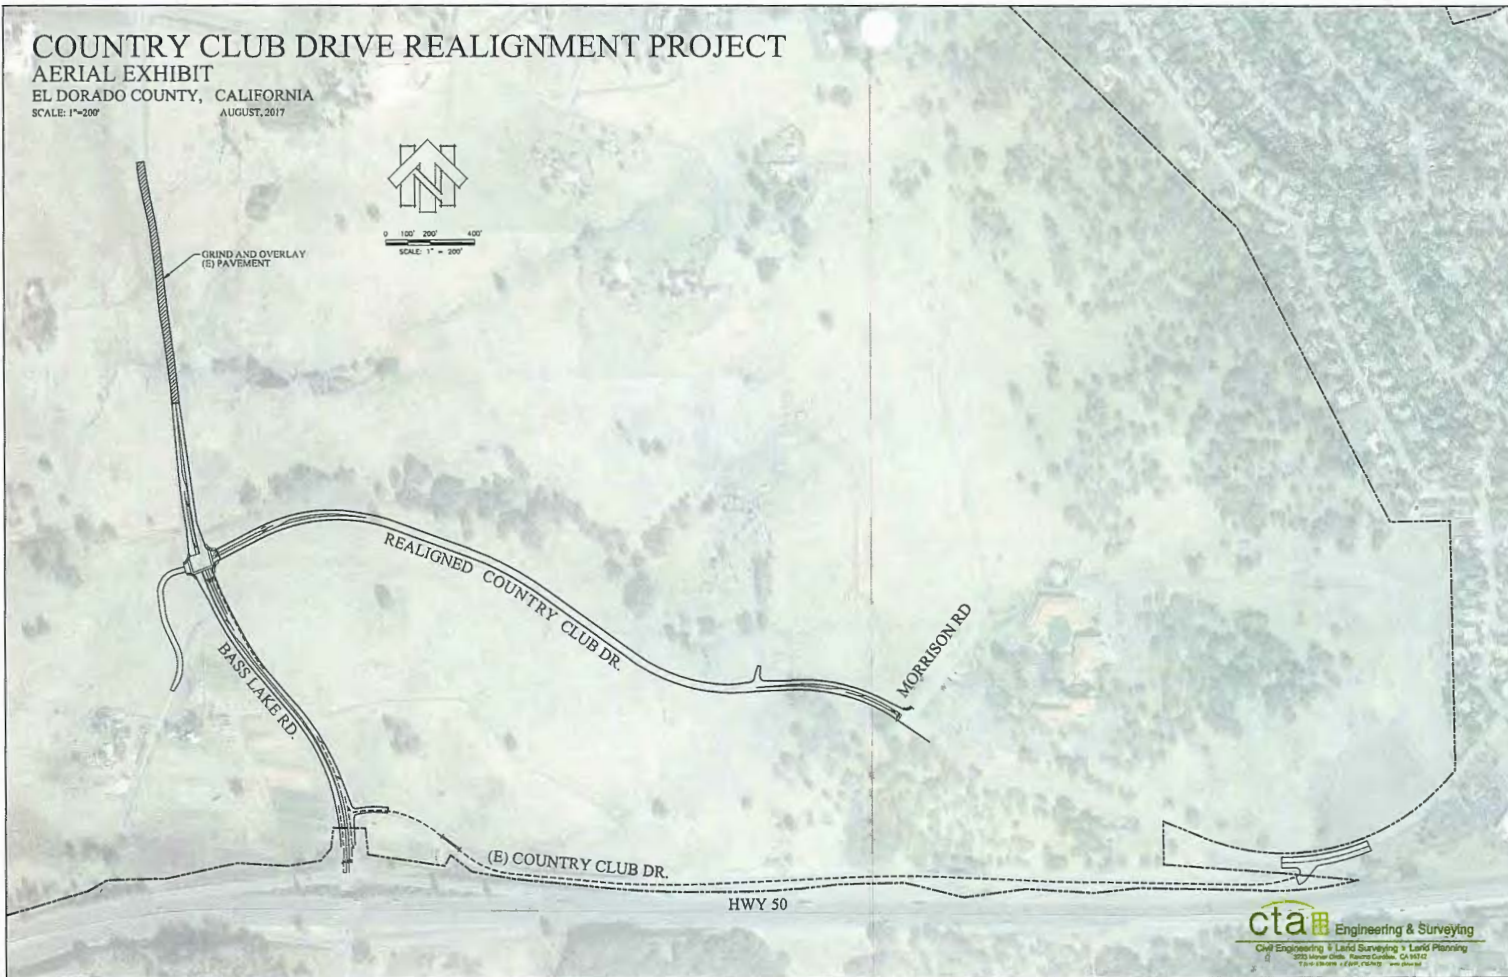 COUNTRY CLUB DRIVE REALIGNMENT PROJECT
AERIAL EXHIBIT
EL DORADO COUNTY, CALIFORNIA
SCALE: 1"=200' AUGUST, 2017
N
0 100' 200' 400'
SCALE: 1" = 200'
GRIND AND OVERLAY
(E) PAVEMENT
REALIGNED COUNTRY CLUB DR.
MORRISON RD
BASS LAKE RD.
(E) COUNTRY CLUB DR.
HWY 50
cta Engineering & Surveying
Civil Engineering • Land Surveying • Land Planning